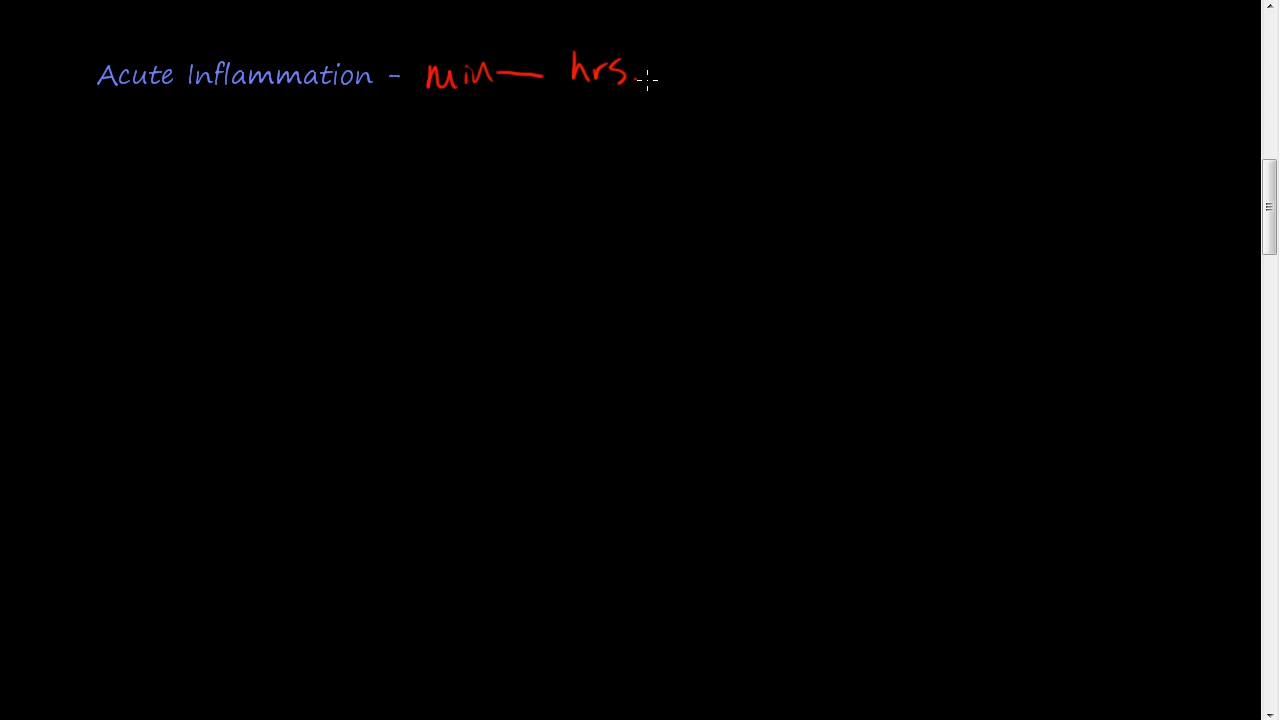 Acute Inflammation - min — hrs.